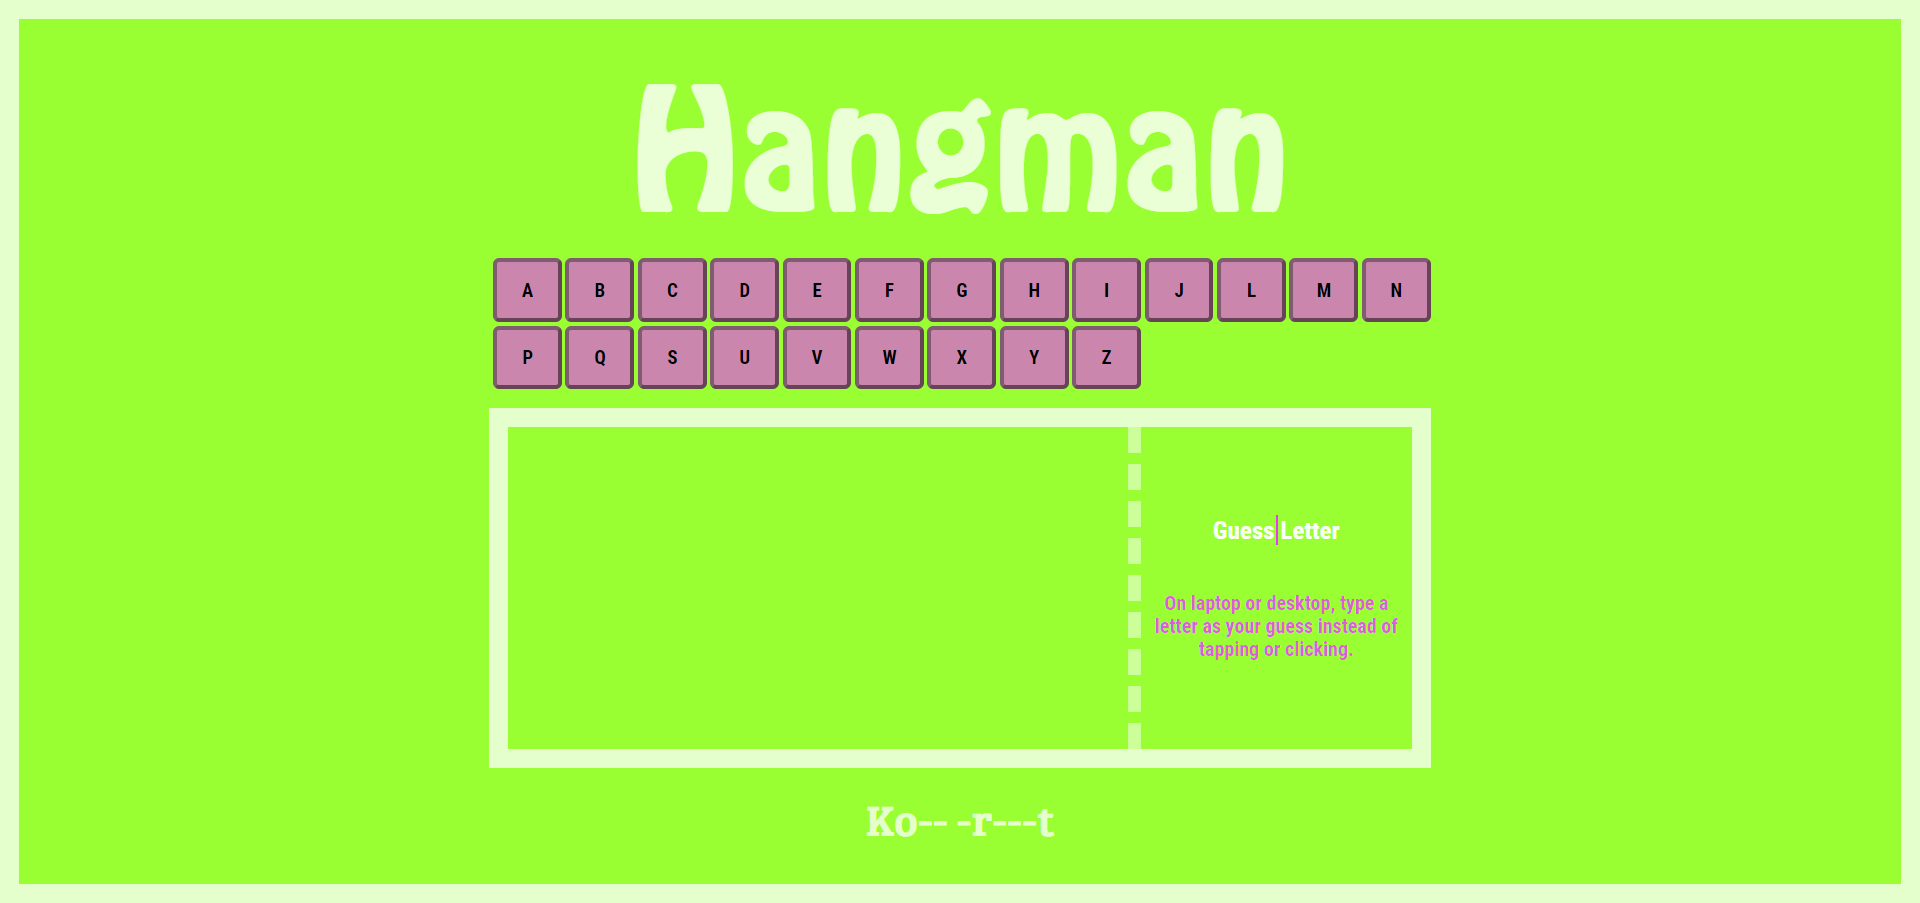 Hangman
A B C D E F G H I J L M N
P Q S U V W X Y Z
Guess Letter
On laptop or desktop, type a
letter as your guess instead of
tapping or clicking.
Ko-- -r---t